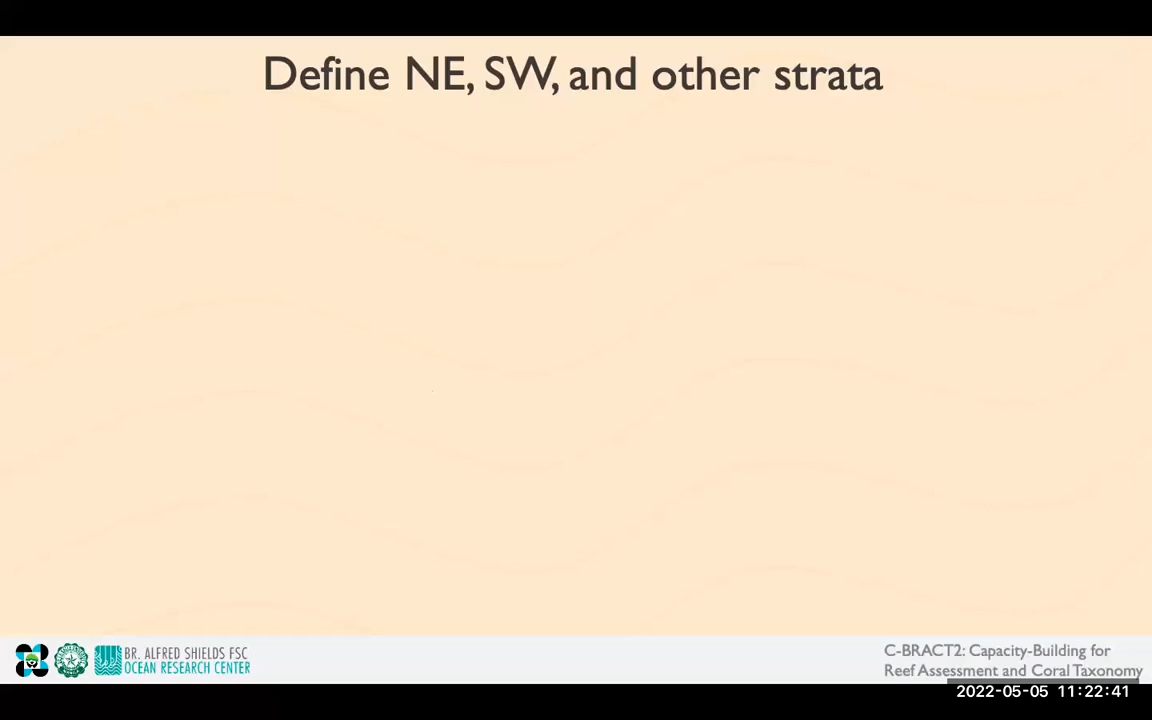 Define NE, SW, and other strata
BR. ALFRED SHIELDS FSC
OCEAN RESEARCH CENTER
C-BRACT2: Capacity-Building for
Reef Assessment and Coral Taxonomy
2022-05-05 11:22:41